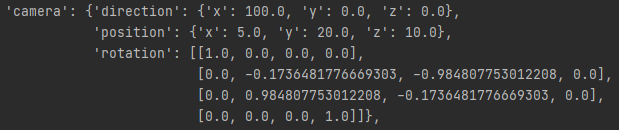 'camera': {'direction': {'x': 100.0, 'y': 0.0, 'z': 0.0},
'position': {'x': 5.0, 'y': 20.0, 'z': 10.0},
'rotation': [[1.0, 0.0, 0.0, 0.0],
[0.0, -0.1736481776669303, -0.984807753012208, 0.0],
[0.0, 0.984807753012208, -0.1736481776669303, 0.0],
[0.0, 0.0, 0.0, 1.0]]},